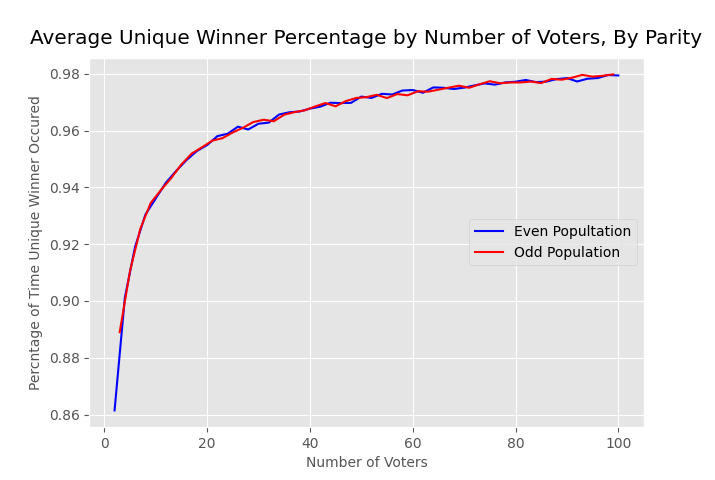 Average Unique Winner Percentage by Number of Voters, By Parity
Percntage of Time Unique Winner Occured
0.98
0.96
0.94
0.92
0.90
0.88
0.86
Even Popultation
Odd Population
0 20 40 60 80 100
Number of Voters